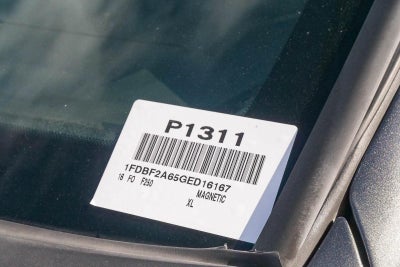 P1311
1FDBF2A65GED16167
16 FO F250 MAGNETIC
XL